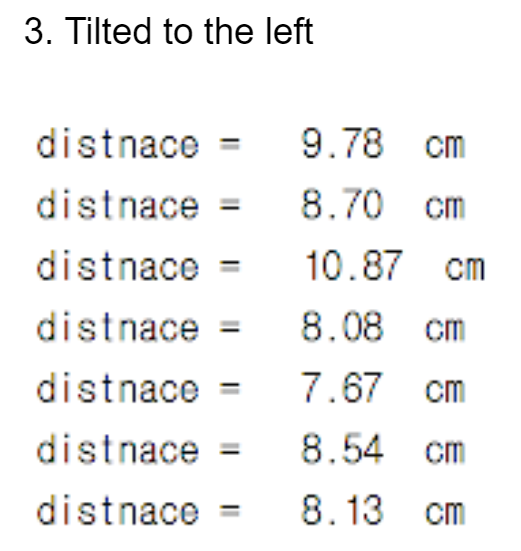 3. Tilted to the left
distnace = 9.78 cm
distnace = 8.70 cm
distnace = 10.87 cm
distnace = 8.08 cm
distnace = 7.67 cm
distnace = 8.54 cm
distnace = 8.13 cm